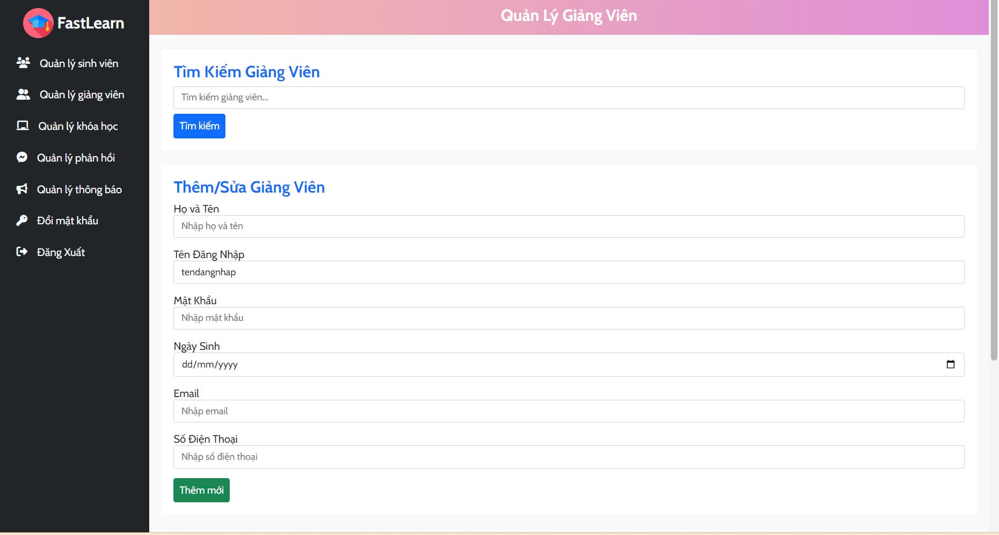 FastLearn
Quản lý sinh viên
Quản lý giảng viên
Quản lý khóa học
Quản lý phản hồi
Quản lý thông báo
Đổi mật khẩu
Đăng Xuất
Quản Lý Giảng Viên
Tìm Kiếm Giảng Viên
Tìm kiếm giảng viên...
Tìm kiếm
Thêm/Sửa Giảng Viên
Họ và Tên
Nhập họ và tên
Tên Đăng Nhập
tendangnhap
Mật Khẩu
Nhập mật khẩu
Ngày Sinh
dd/mm/yyyy
Email
Nhập email
Số Điện Thoại
Nhập số điện thoại
Thêm mới